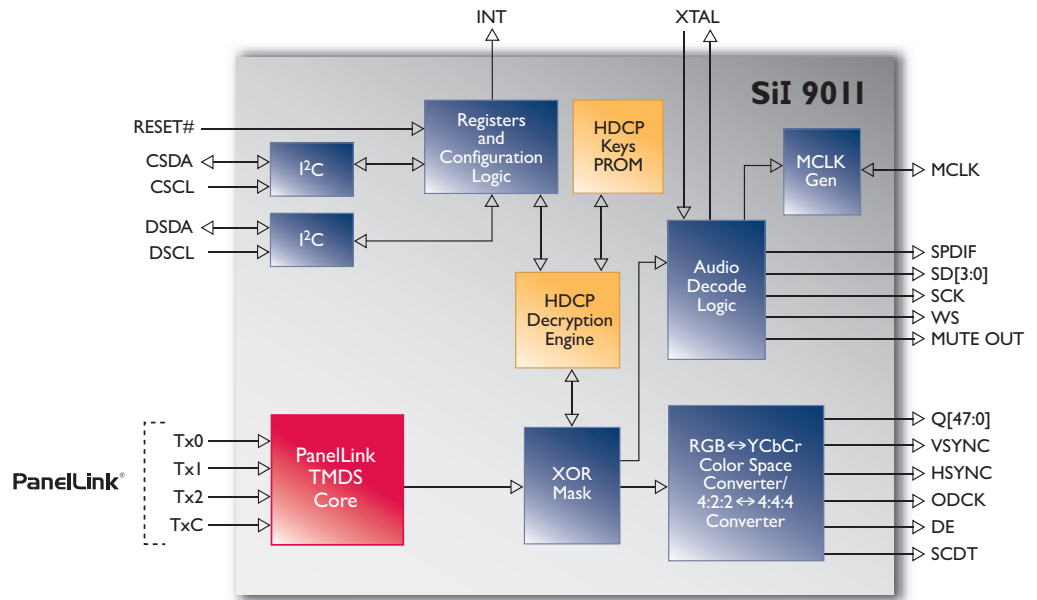 INT
XTAL
SiI 9011
RESET#
CSDA
CSCL
DSDA
DSCL
I²C
I²C
Registers
and
Configuration
Logic
HDCP
Keys
PROM
MCLK
Gen
MCLK
HDCP
Decryption
Engine
Audio
Decode
Logic
SPDIF
SD[3:0]
SCK
WS
MUTE OUT
PanelLink®
Tx0
Tx1
Tx2
TxC
PanelLink
TMDS
Core
XOR
Mask
RGB↔YCbCr
Color Space
Converter/
4:2:2↔4:4:4
Converter
Q[47:0]
VSYNC
HSYNC
ODCK
DE
SCDT